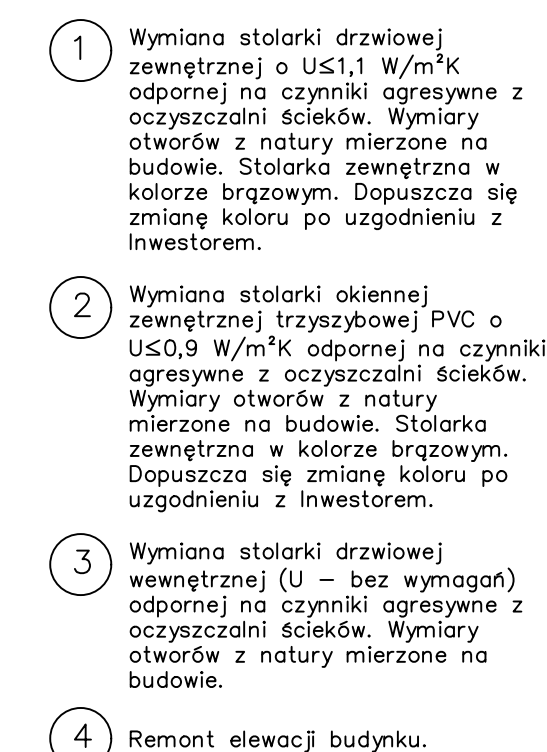 1 Wymiana stolarki drzwiowej
zewnętrznej o U≤1,1 W/m²K
odpornej na czynniki agresywne z
oczyszczalni ścieków. Wymiary
otworów z natury mierzone na
budowie. Stolarka zewnętrzna w
kolorze brązowym. Dopuszcza się
zmianę koloru po uzgodnieniu z
Inwestorem.
2 Wymiana stolarki okiennej
zewnętrznej trzyszybowej PVC o
U≤0,9 W/m²K odpornej na czynniki
agresywne z oczyszczalni ścieków.
Wymiary otworów z natury
mierzone na budowie. Stolarka
zewnętrzna w kolorze brązowym.
Dopuszcza się zmianę koloru po
uzgodnieniu z Inwestorem.
3 Wymiana stolarki drzwiowej
wewnętrznej (U – bez wymagań)
odpornej na czynniki agresywne z
oczyszczalni ścieków. Wymiary
otworów z natury mierzone na
budowie.
4 Remont elewacji budynku.